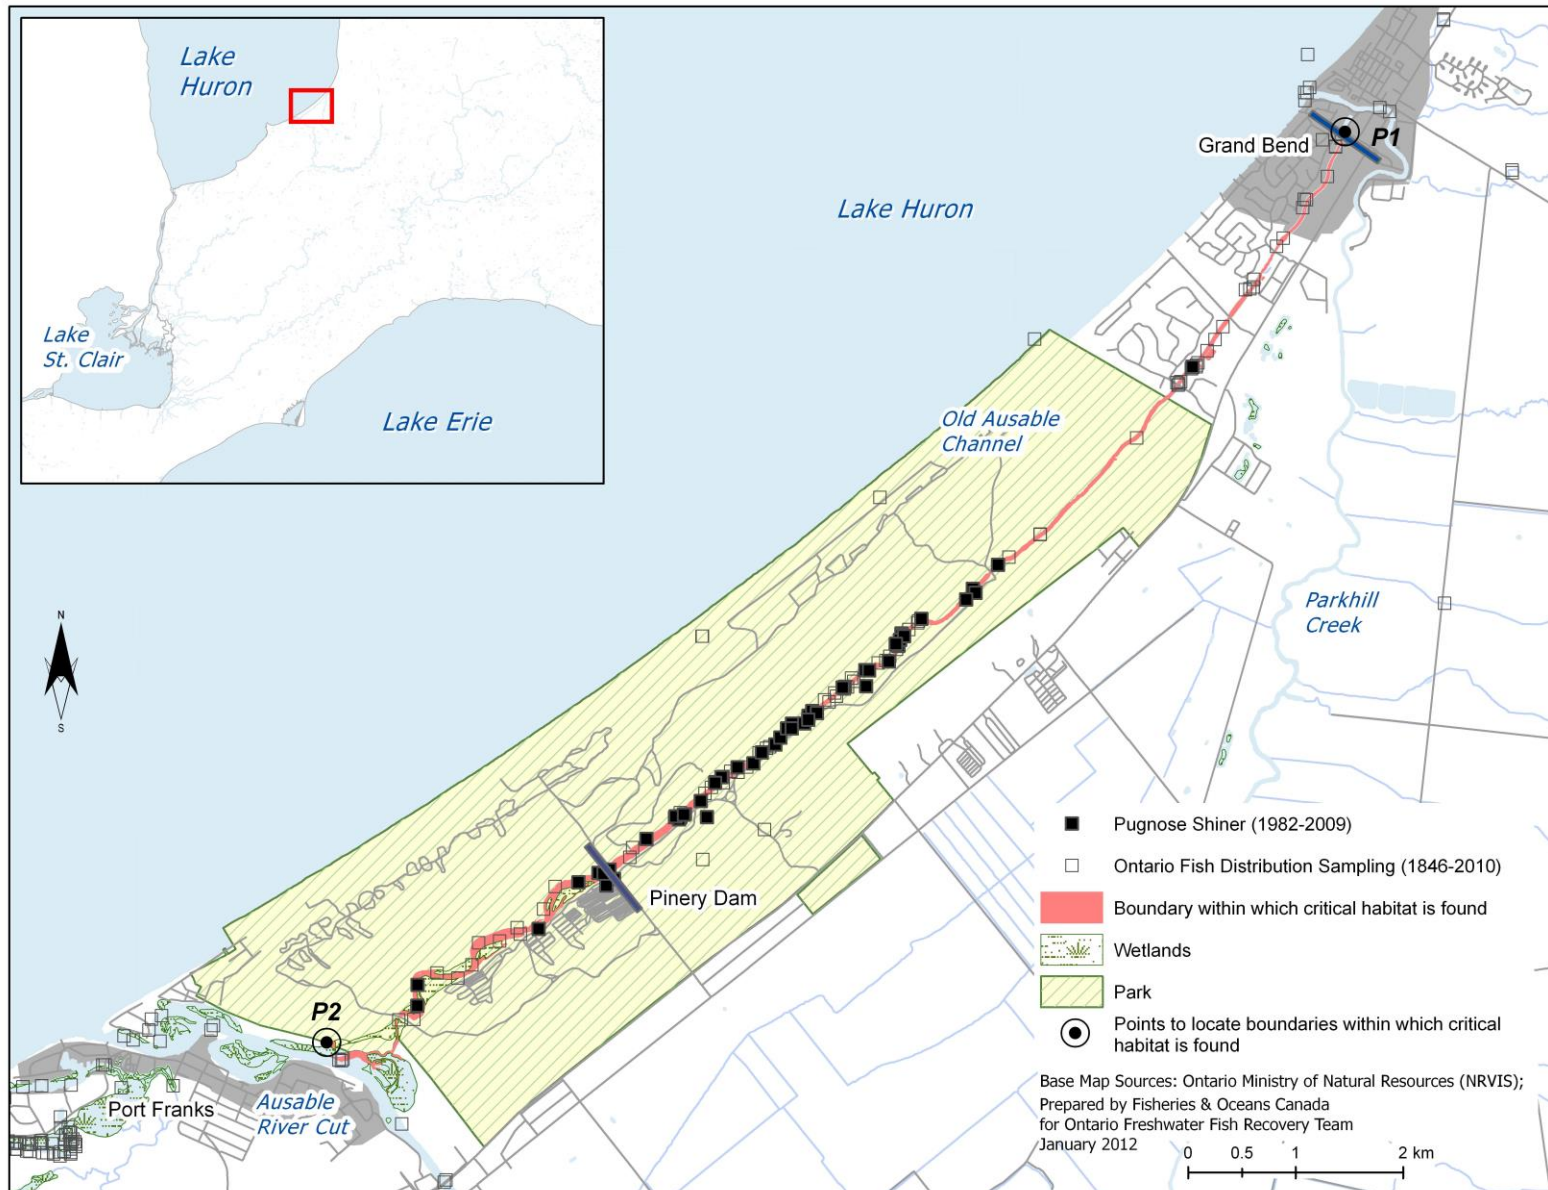 Lake
Huron
Lake
St. Clair
Lake Erie
Lake Huron
Grand Bend
P1
Old Ausable
Channel
Parkhill
Creek
N
S
Pinery Dam
P2
Port Franks
Ausable
River Cut
Pugnose Shiner (1982-2009)
Ontario Fish Distribution Sampling (1846-2010)
Boundary within which critical habitat is found
Wetlands
Park
Points to locate boundaries within which critical
habitat is found
Base Map Sources: Ontario Ministry of Natural Resources (NRVIS);
Prepared by Fisheries & Oceans Canada
for Ontario Freshwater Fish Recovery Team
January 2012
0 0.5 1 2 km